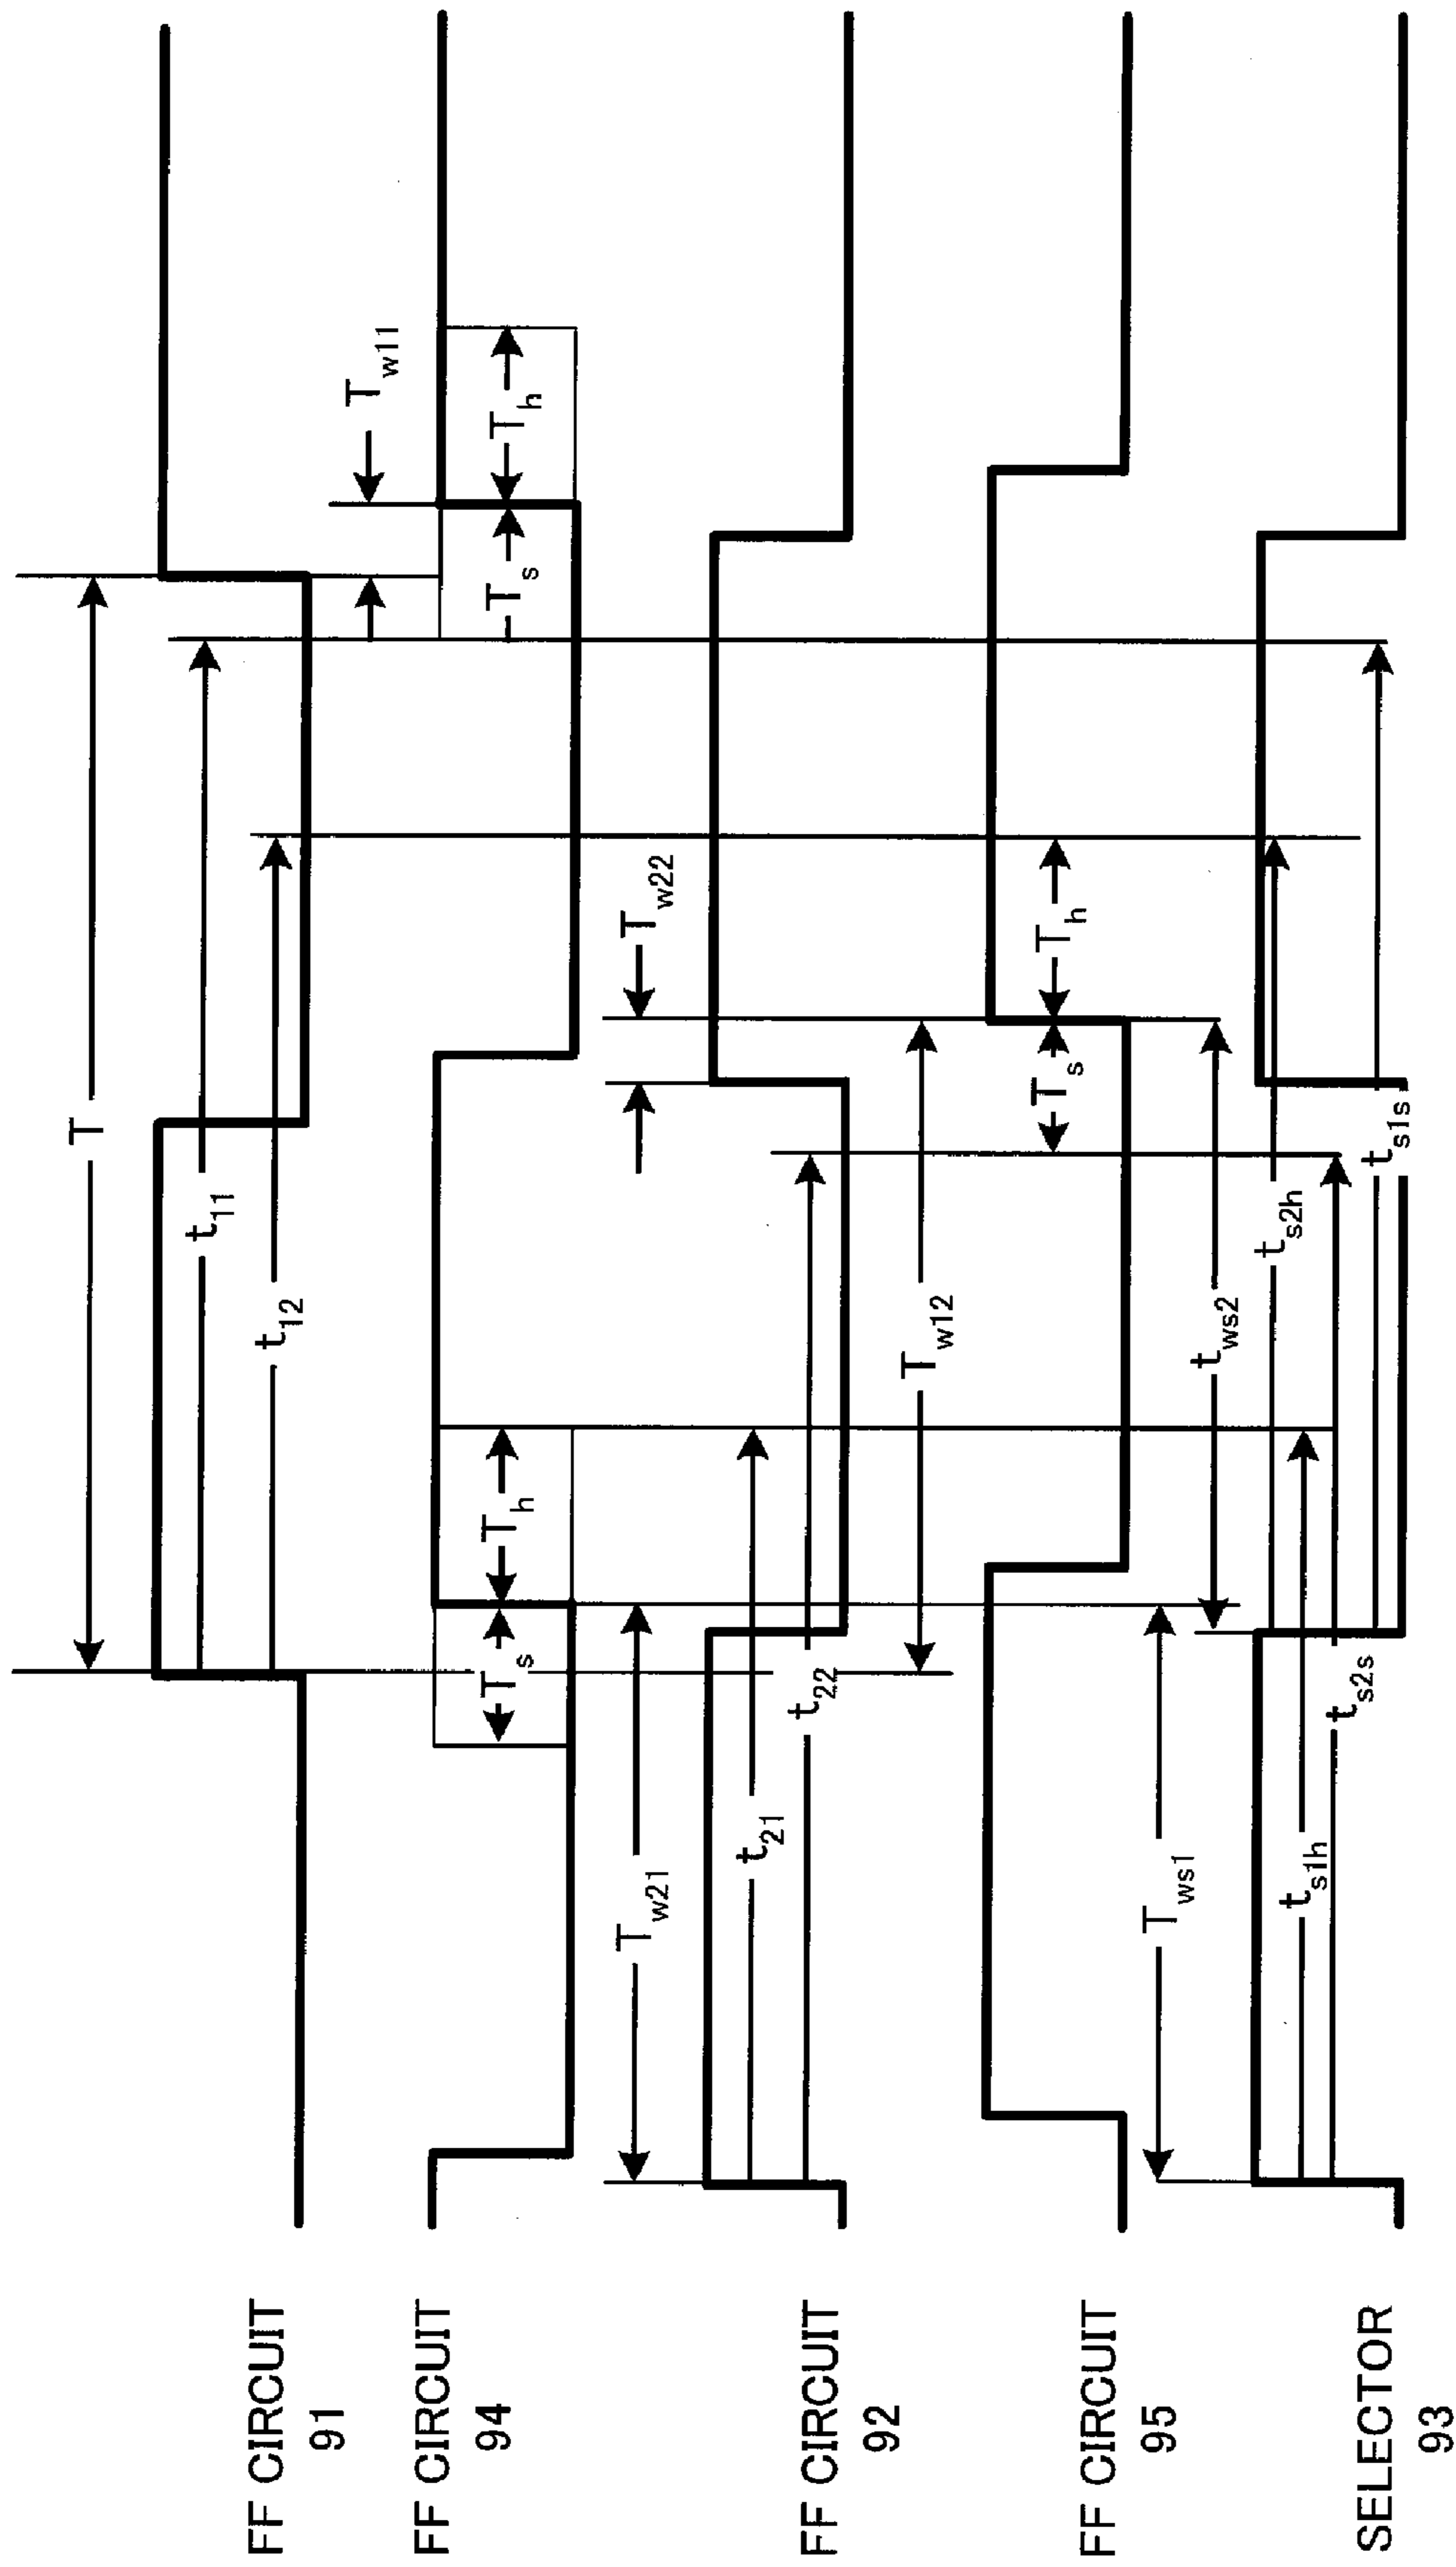 FF CIRCUIT
91
T
t11
t12
FF CIRCUIT
94
Ts
Th
Ts
Th
Tw11
Tw21
Tw22
FF CIRCUIT
92
t21
t22
Tw12
FF CIRCUIT
95
Ts
Th
Tws1
tws2
SELECTOR
93
ts2h
ts1h
ts2s
ts1s